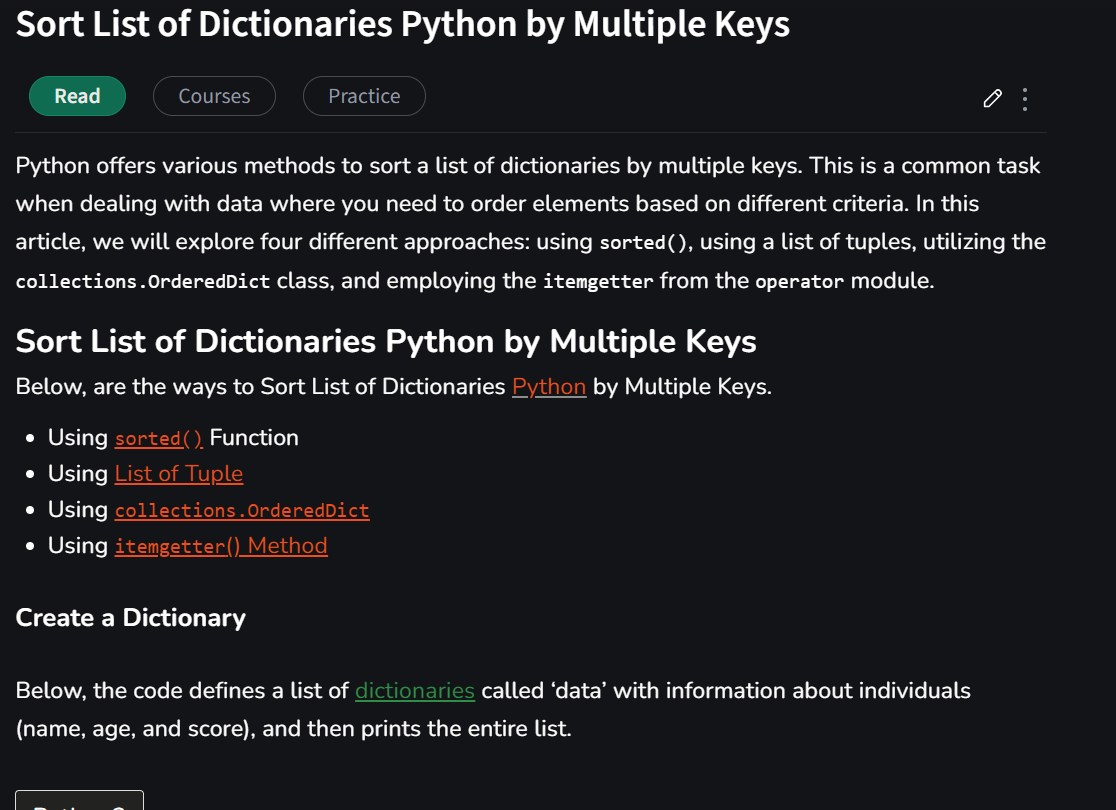 Sort List of Dictionaries Python by Multiple Keys
Read
Courses
Practice
Python offers various methods to sort a list of dictionaries by multiple keys. This is a common task
when dealing with data where you need to order elements based on different criteria. In this
article, we will explore four different approaches: using sorted(), using a list of tuples, utilizing the
collections.OrderedDict class, and employing the itemgetter from the operator module.
Sort List of Dictionaries Python by Multiple Keys
Below, are the ways to Sort List of Dictionaries Python by Multiple Keys.
• Using sorted() Function
• Using List of Tuple
• Using collections.OrderedDict
• Using itemgetter() Method
Create a Dictionary
Below, the code defines a list of dictionaries called ‘data’ with information about individuals
(name, age, and score), and then prints the entire list.